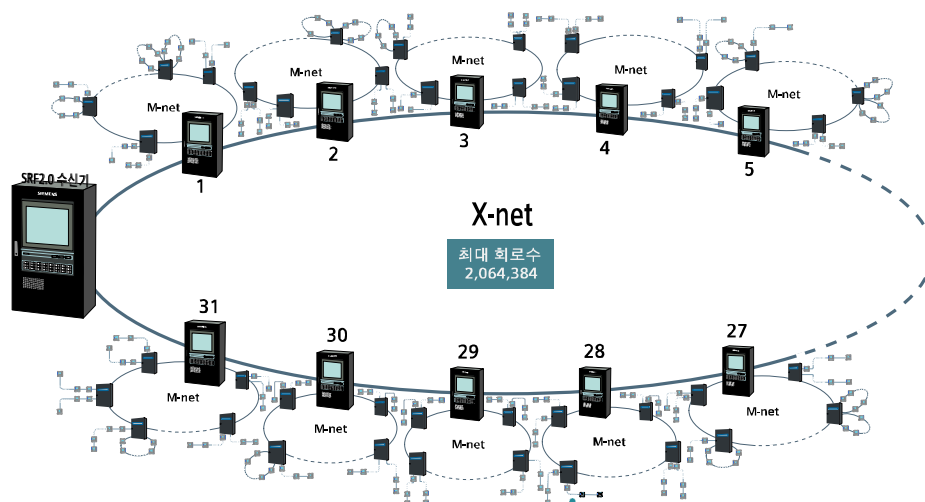 M-net
M-net
M-net
M-net
M-net
1
2
3
4
5
SRF2.0 수신기
SIEMENS
X-net
최대 회로수
2,064,384
31
30
29
28
27
M-net
M-net
M-net
M-net
M-net